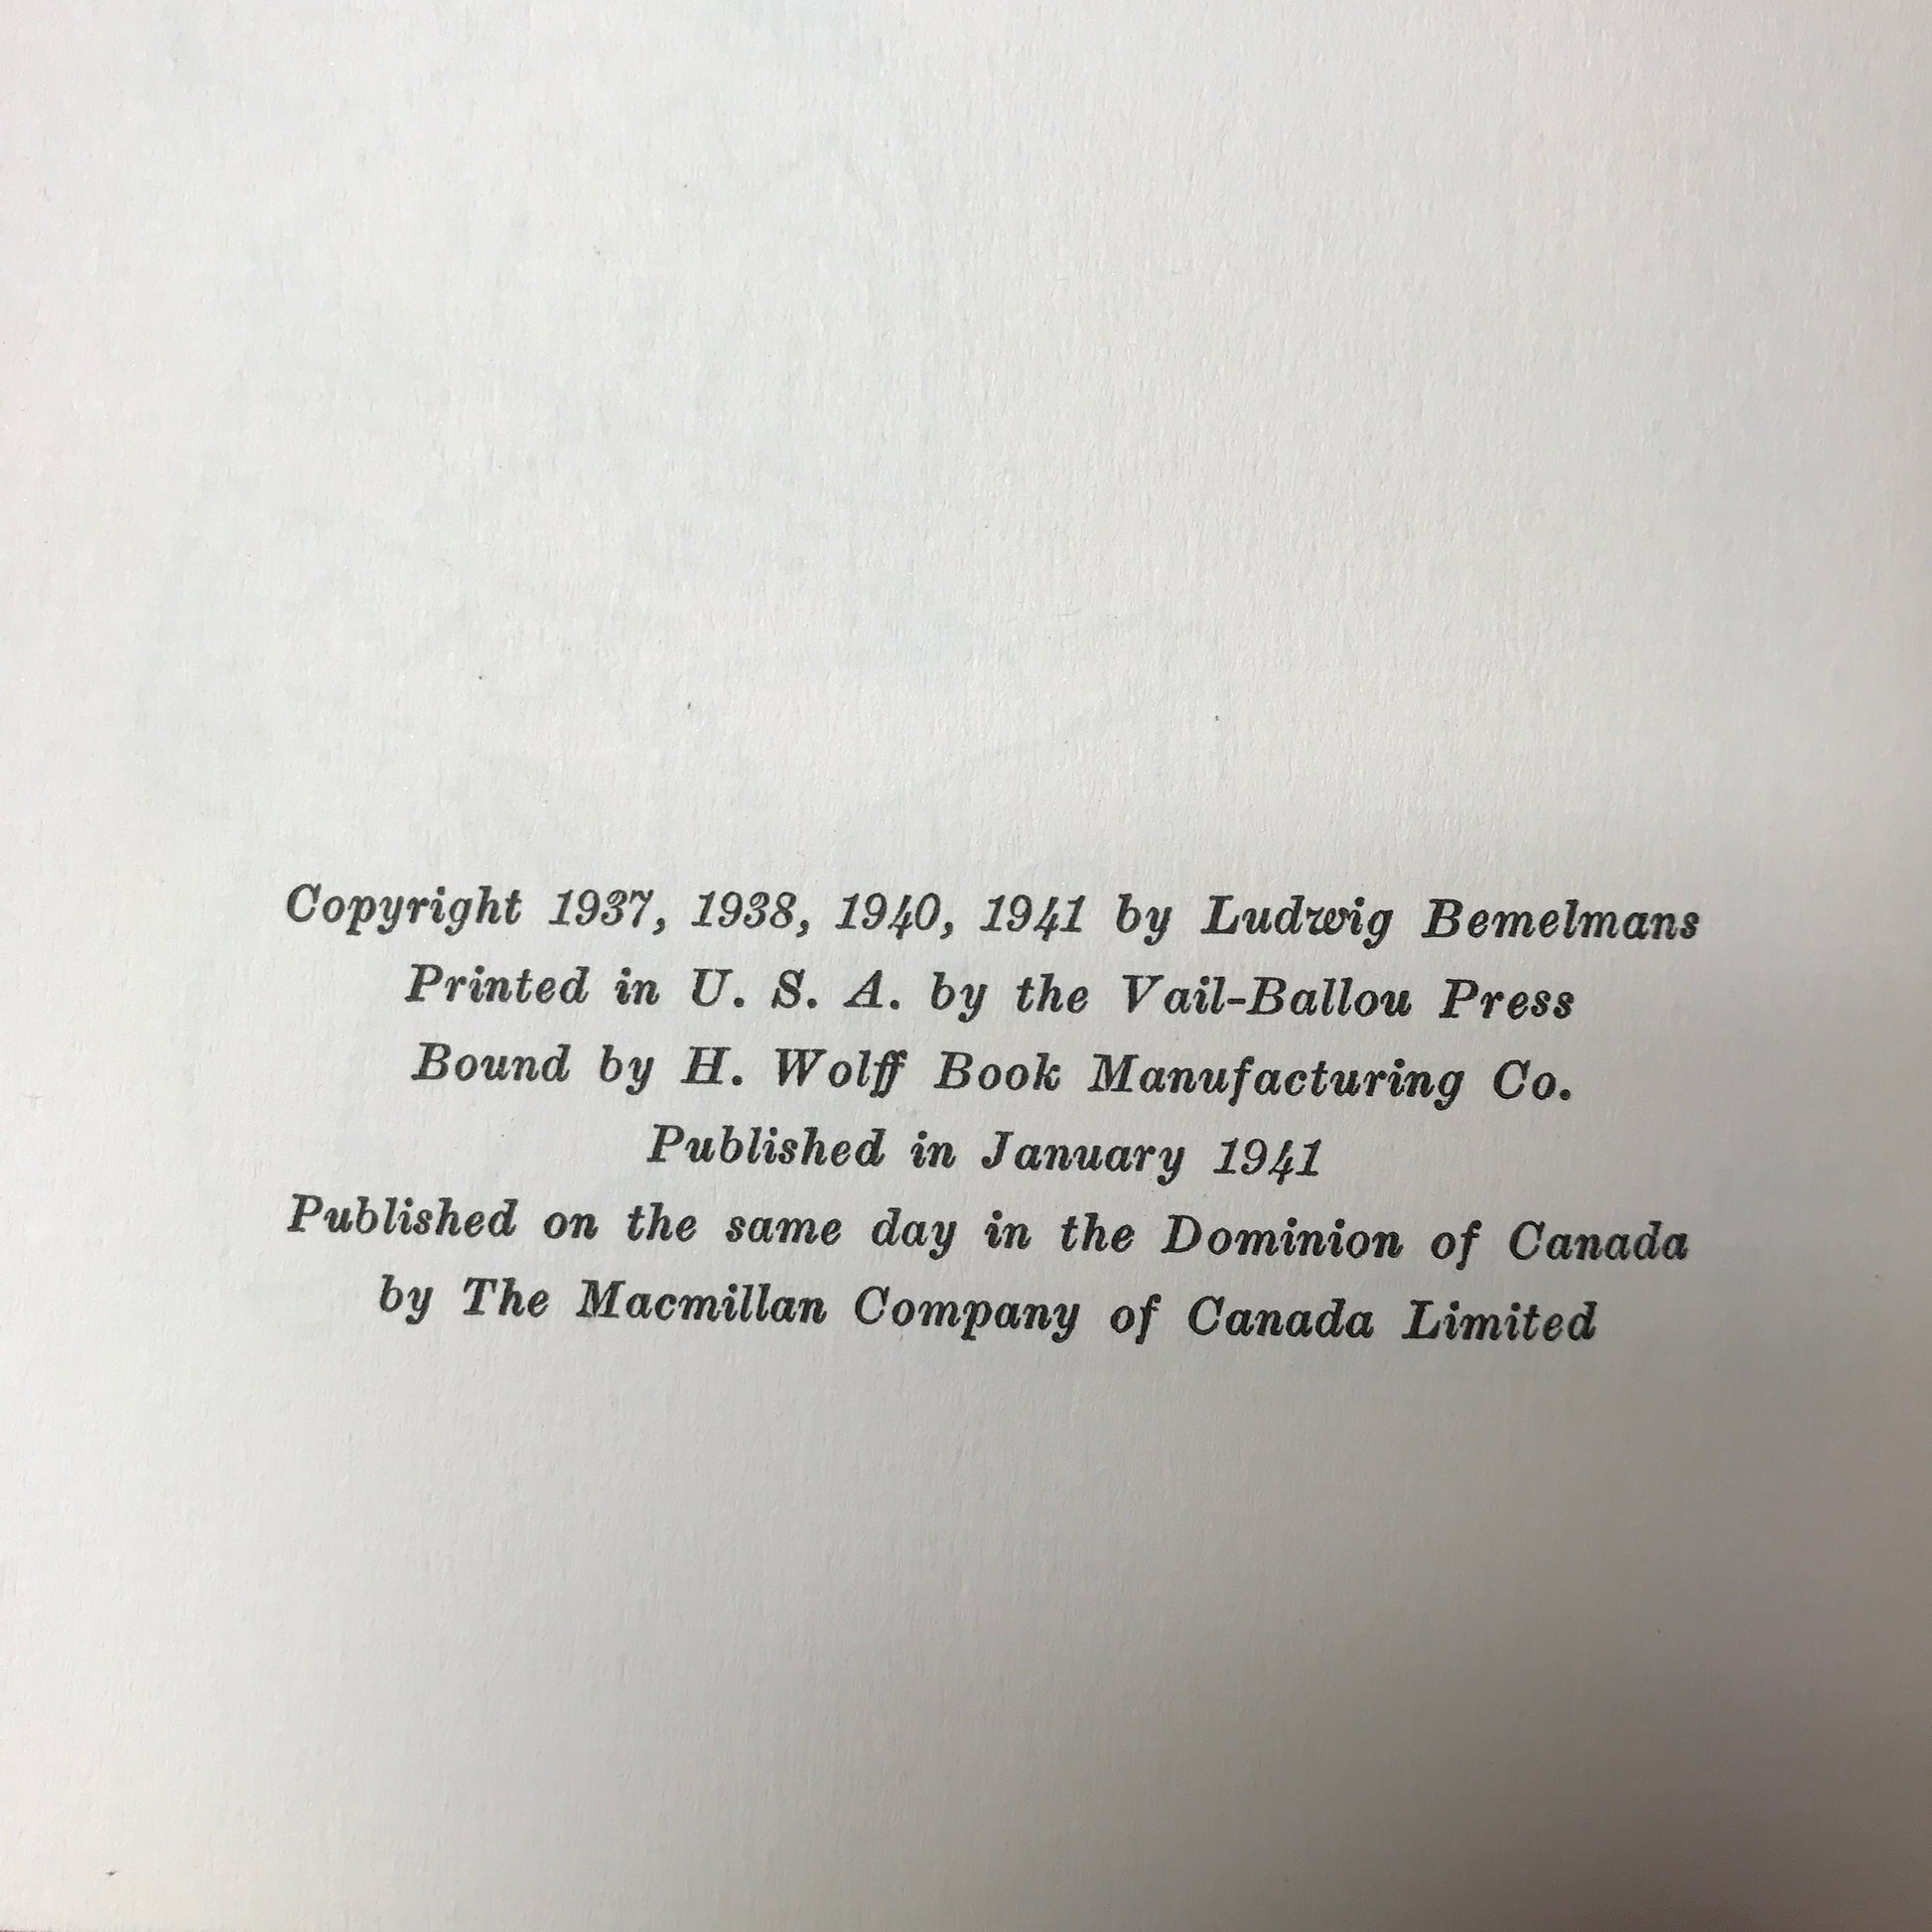 Copyright 1937, 1938, 1940, 1941 by Ludwig Bemelmans
Printed in U. S. A. by the Vail-Ballou Press
Bound by H. Wolff Book Manufacturing Co.
Published in January 1941
Published on the same day in the Dominion of Canada
by The Macmillan Company of Canada Limited